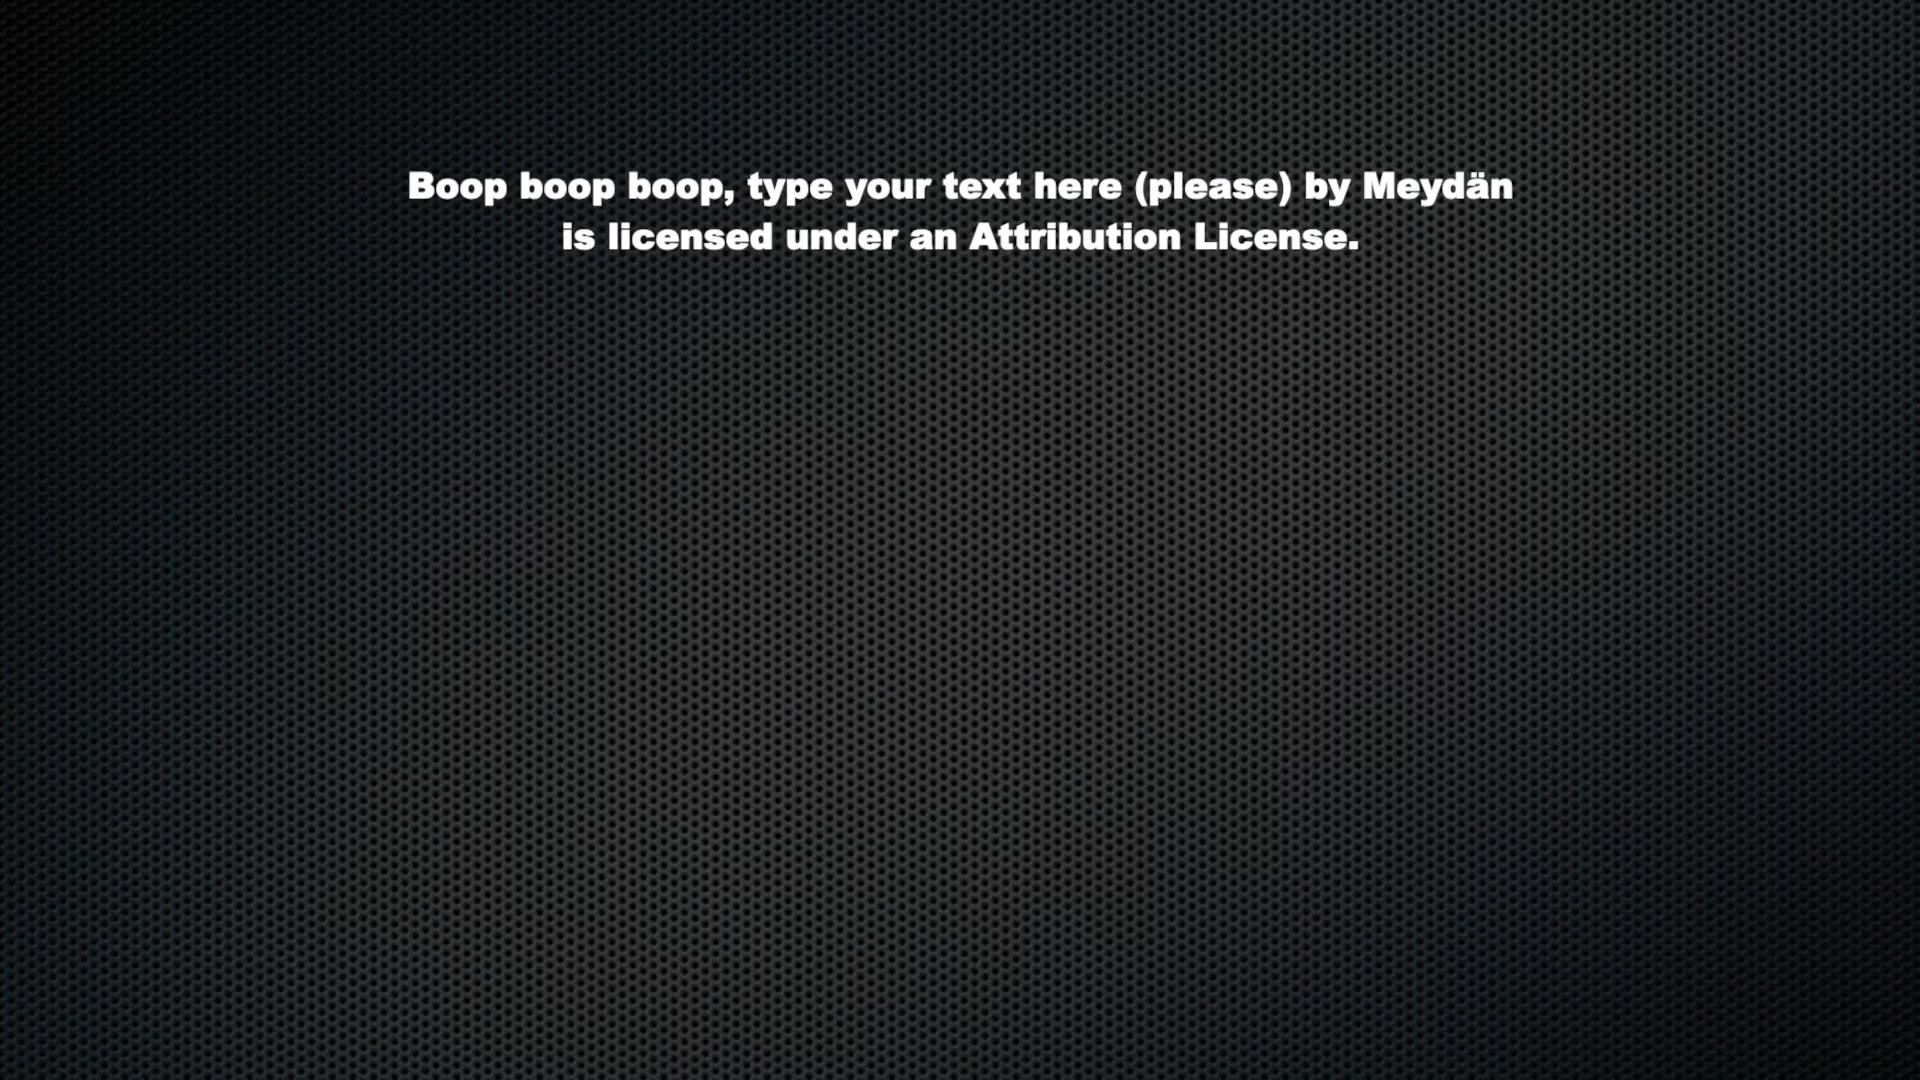 Boop boop boop, type your text here (please) by Meydän
is licensed under an Attribution License.